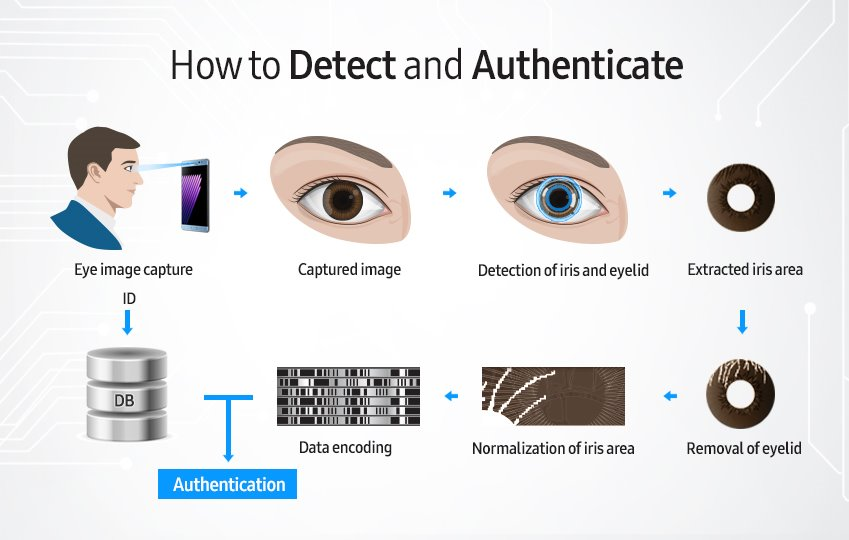 How to Detect and Authenticate
Eye image capture
Captured image
Detection of iris and eyelid
Extracted iris area
ID
DB
Data encoding
Normalization of iris area
Removal of eyelid
Authentication